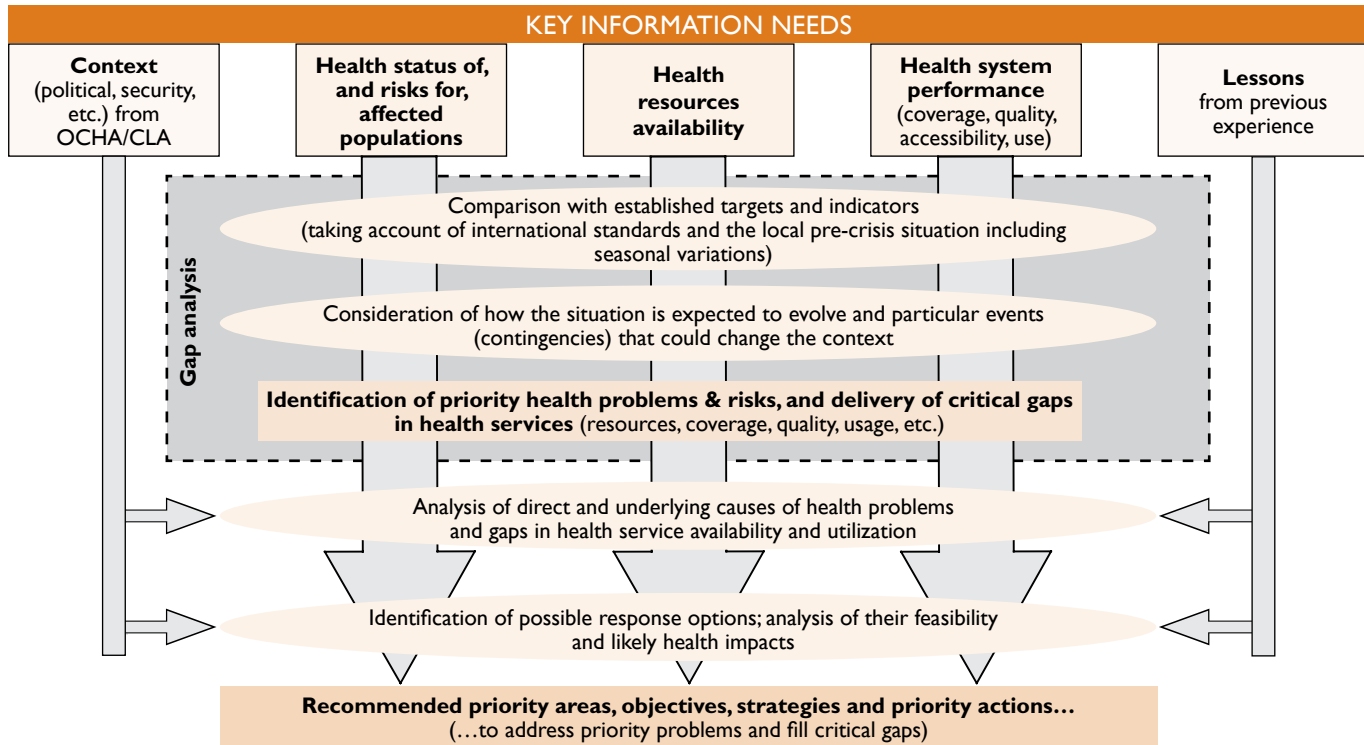 KEY INFORMATION NEEDS
Context
(political, security,
etc.) from
OCHA/CLA
Health status of,
and risks for,
affected
populations
Health
resources
availability
Health system
performance
(coverage, quality,
accessibility, use)
Lessons
from previous
experience
Gap analysis
Comparison with established targets and indicators
(taking account of international standards and the local pre-crisis situation including
seasonal variations)
Consideration of how the situation is expected to evolve and particular events
(contingencies) that could change the context
Identification of priority health problems & risks, and delivery of critical gaps
in health services (resources, coverage, quality, usage, etc.)
Analysis of direct and underlying causes of health problems
and gaps in health service availability and utilization
Identification of possible response options; analysis of their feasibility
and likely health impacts
Recommended priority areas, objectives, strategies and priority actions…
(…to address priority problems and fill critical gaps)